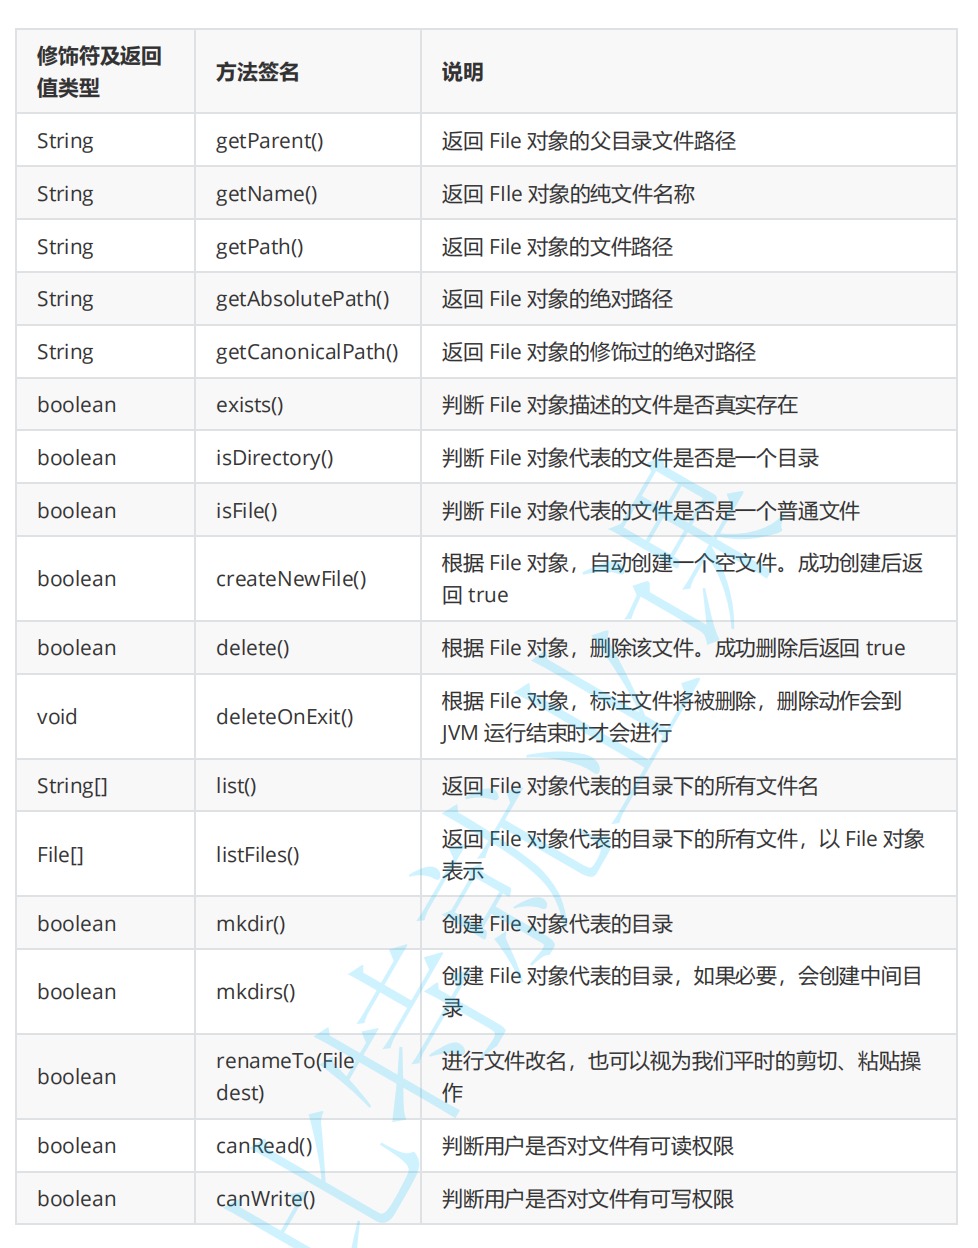 修饰符及返回
值类型
方法签名
说明
String
getParent()
返回 File 对象的父目录文件路径
String
getName()
返回 FIle 对象的纯文件名称
String
getPath()
返回 File 对象的文件路径
String
getAbsolutePath()
返回 File 对象的绝对路径
String
getCanonicalPath()
返回 File 对象的修饰过的绝对路径
boolean
exists()
判断 File 对象描述的文件是否真实存在
boolean
isDirectory()
判断 File 对象代表的文件是否是一个目录
boolean
isFile()
判断 File 对象代表的文件是否是一个普通文件
boolean
createNewFile()
根据 File 对象，自动创建一个空文件。成功创建后返
回 true
boolean
delete()
根据 File 对象，删除该文件。成功删除后返回 true
void
deleteOnExit()
根据 File 对象，标注文件将被删除，删除动作会到
JVM 运行结束时才会进行
String[]
list()
返回 File 对象代表的目录下的所有文件名
File[]
listFiles()
返回 File 对象代表的目录下的所有文件，以 File 对象
表示
boolean
mkdir()
创建 File 对象代表的目录
boolean
mkdirs()
创建 File 对象代表的目录，如果必要，会创建中间目
录
boolean
renameTo(File
dest)
进行文件改名，也可以视为我们平时的剪切、粘贴操
作
boolean
canRead()
判断用户是否对文件有可读权限
boolean
canWrite()
判断用户是否对文件有可写权限
比特就业课